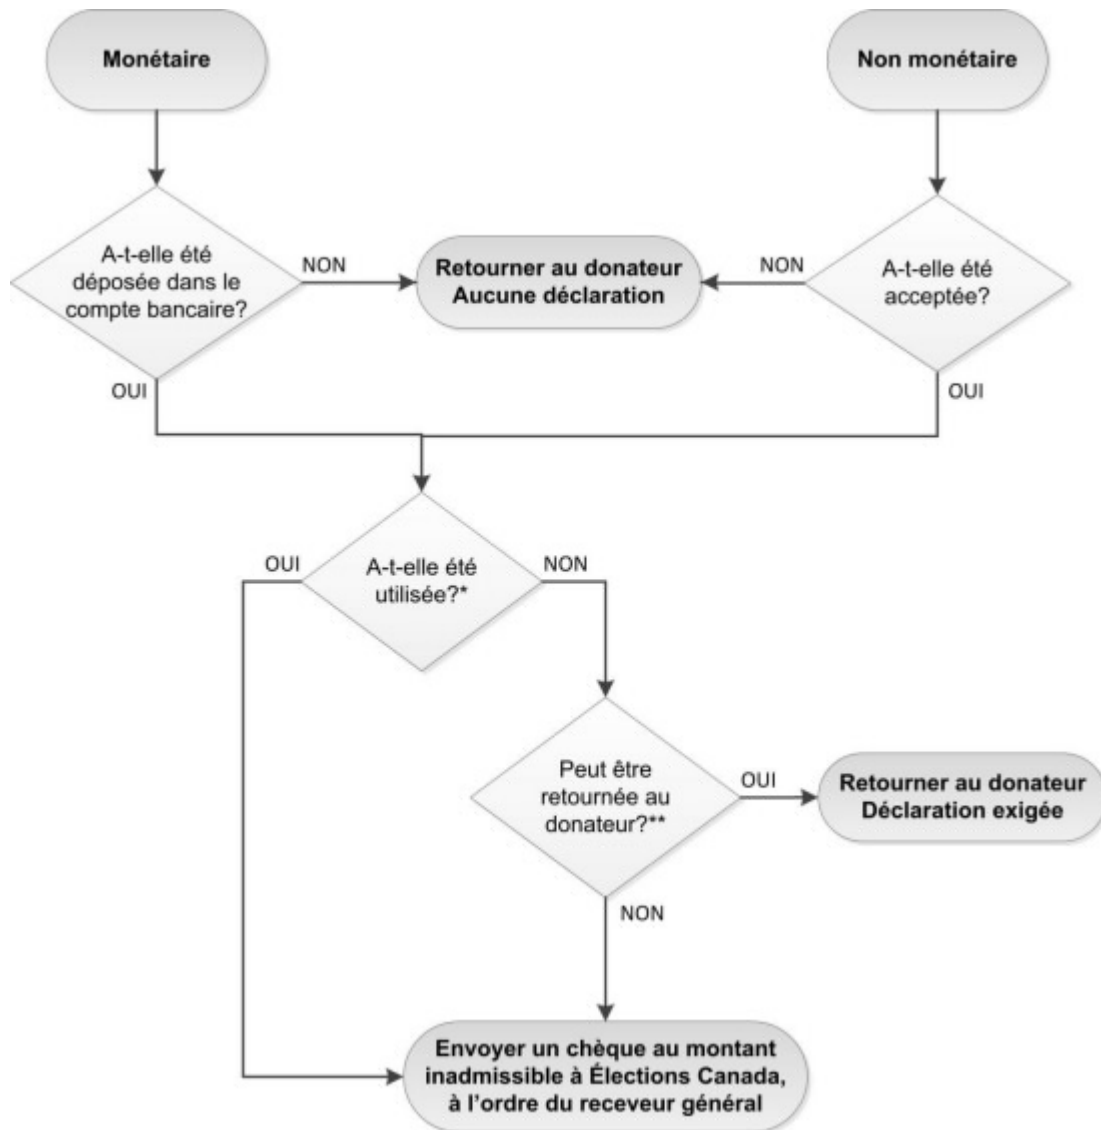 Monétaire
Non monétaire
A-t-elle été
déposée dans le
compte bancaire?
NON
Retourner au donateur
Aucune déclaration
NON
A-t-elle été
acceptée?
OUI
OUI
OUI
A-t-elle été
utilisée?*
NON
Peut être
retournée au
donateur?**
OUI
Retourner au donateur
Déclaration exigée
NON
Envoyer un chèque au montant
inadmissible à Élections Canada,
à l'ordre du receveur général